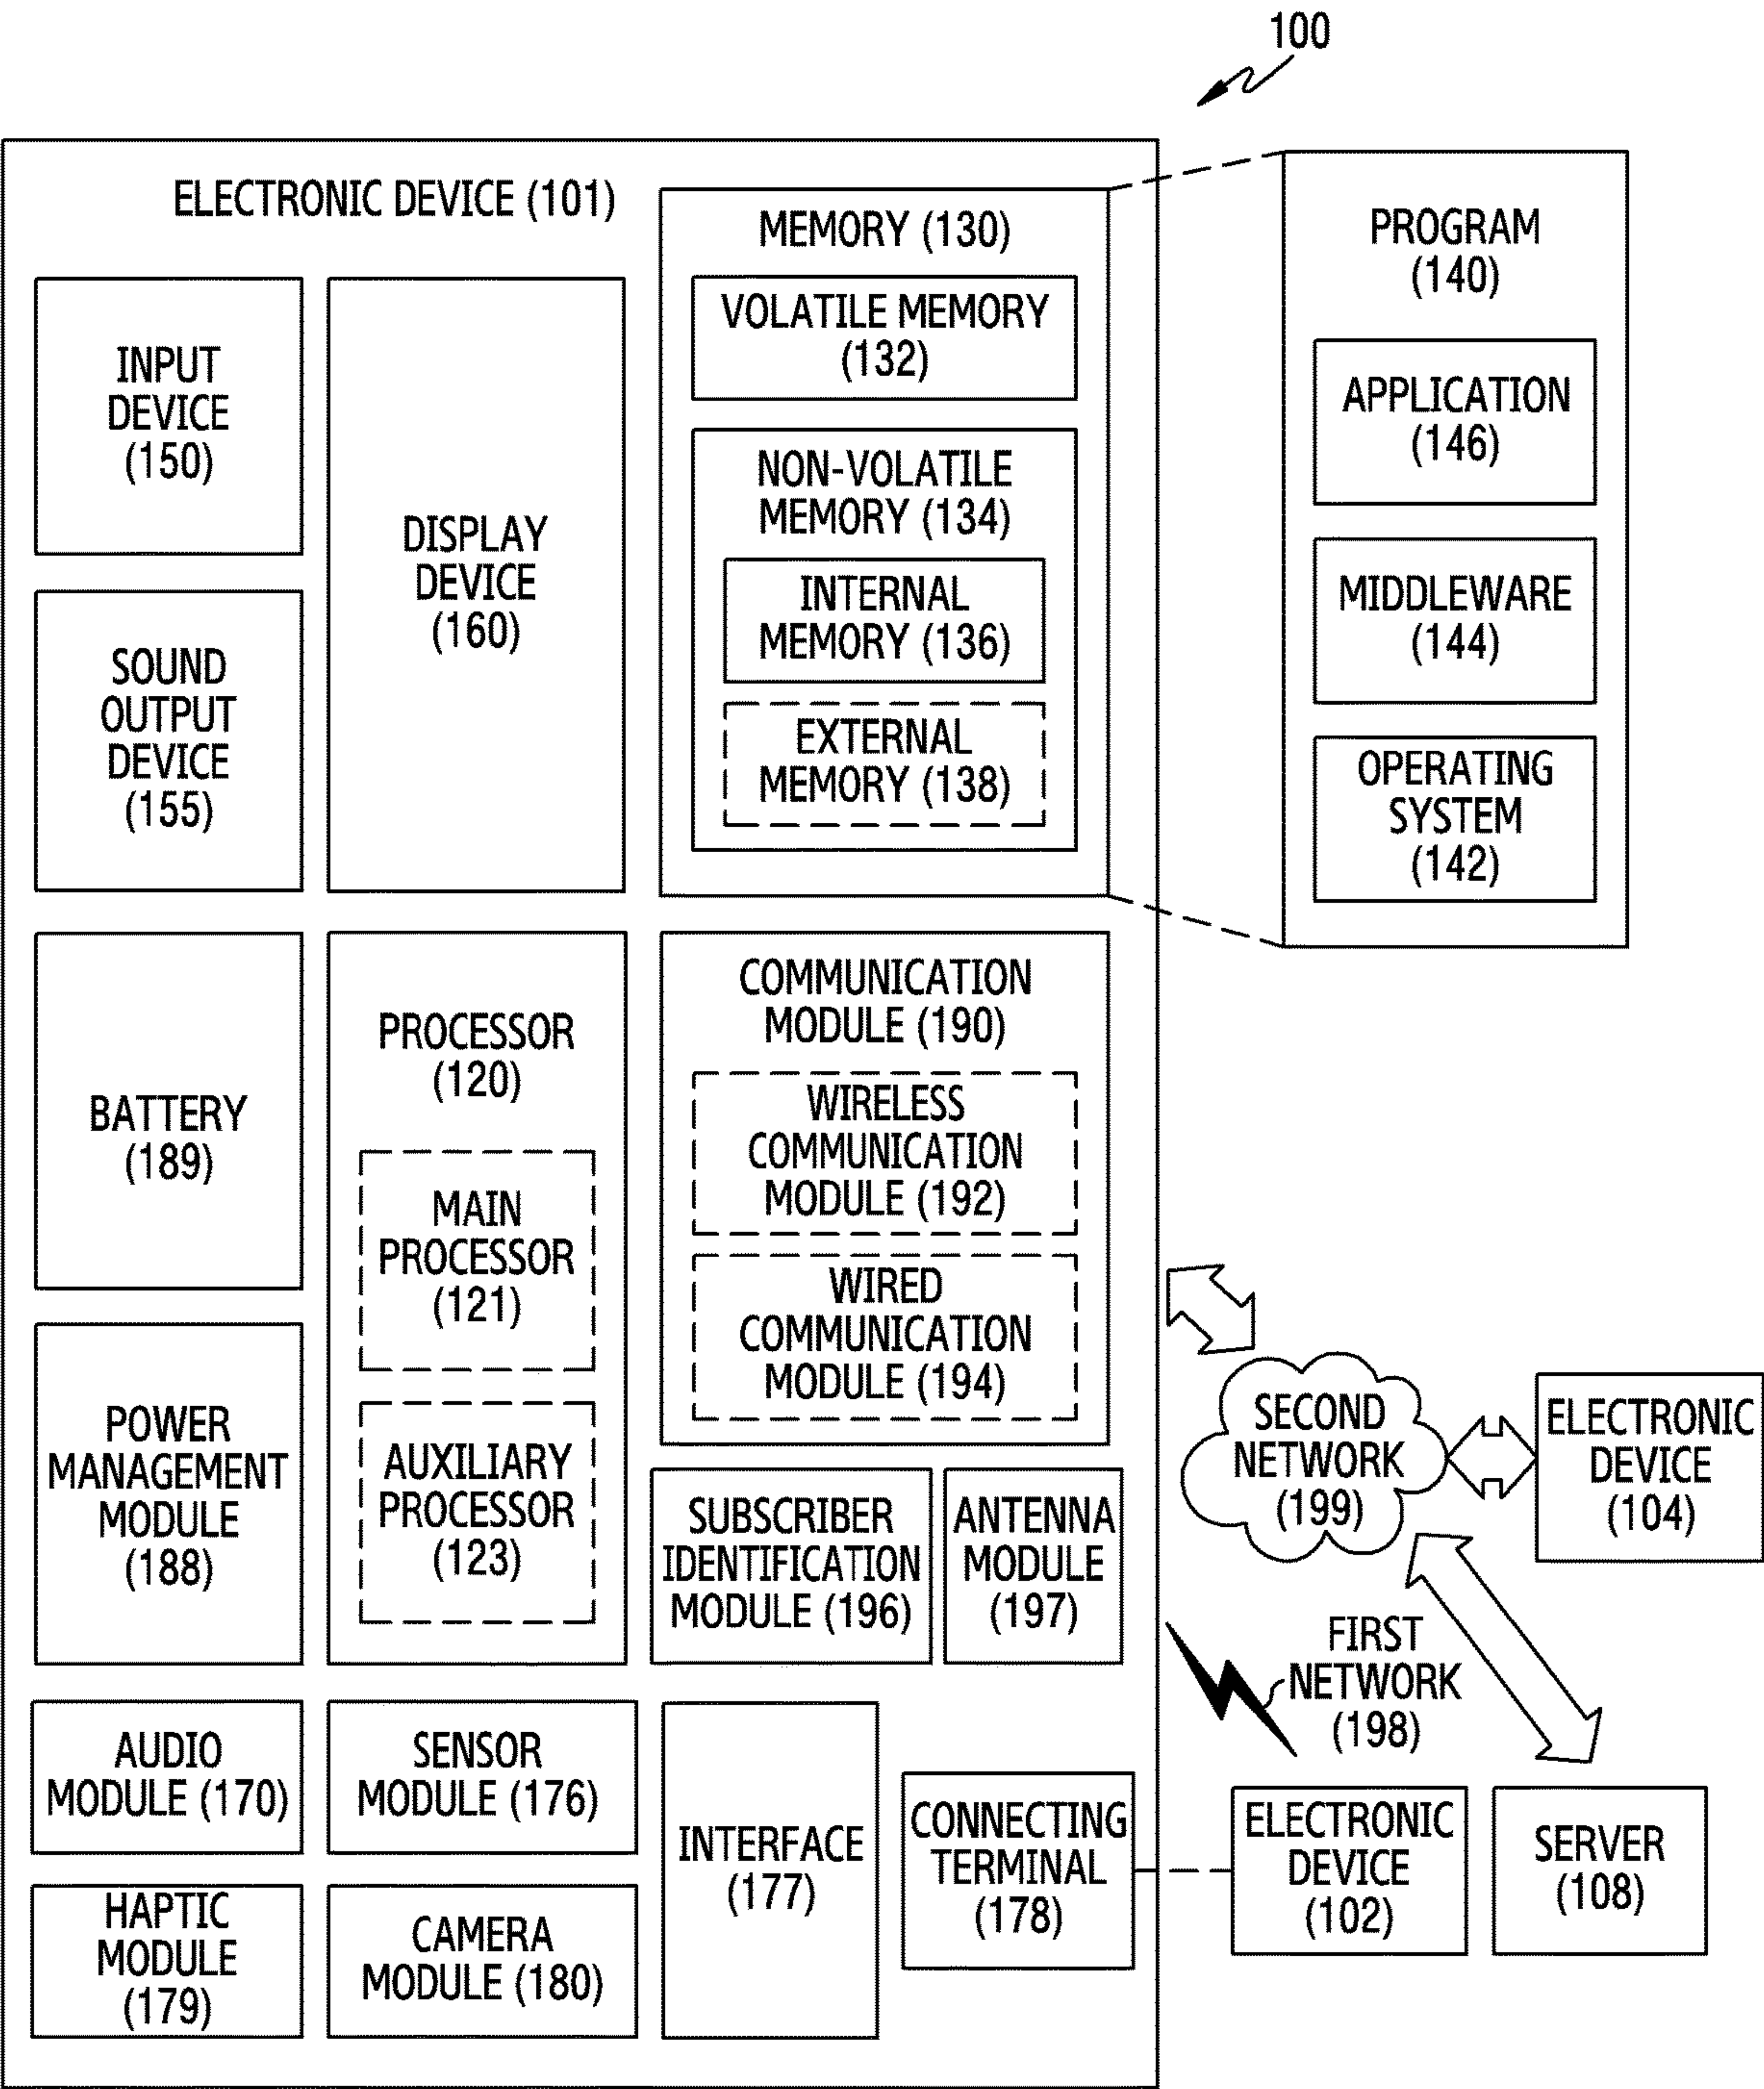 100
ELECTRONIC DEVICE (101)
INPUT
DEVICE
(150)
SOUND
OUTPUT
DEVICE
(155)
DISPLAY
DEVICE
(160)
MEMORY (130)
VOLATILE MEMORY
(132)
NON-VOLATILE
MEMORY (134)
INTERNAL
MEMORY (136)
EXTERNAL
MEMORY (138)
PROGRAM
(140)
APPLICATION
(146)
MIDDLEWARE
(144)
OPERATING
SYSTEM
(142)
BATTERY
(189)
POWER
MANAGEMENT
MODULE
(188)
PROCESSOR
(120)
MAIN
PROCESSOR
(121)
AUXILIARY
PROCESSOR
(123)
COMMUNICATION
MODULE (190)
WIRELESS
COMMUNICATION
MODULE (192)
WIRED
COMMUNICATION
MODULE (194)
SUBSCRIBER
IDENTIFICATION
MODULE (196)
ANTENNA
MODULE
(197)
SECOND
NETWORK
(199)
ELECTRONIC
DEVICE
(104)
FIRST
NETWORK
(198)
AUDIO
MODULE (170)
SENSOR
MODULE (176)
HAPTIC
MODULE
(179)
CAMERA
MODULE (180)
INTERFACE
(177)
CONNECTING
TERMINAL
(178)
ELECTRONIC
DEVICE
(102)
SERVER
(108)